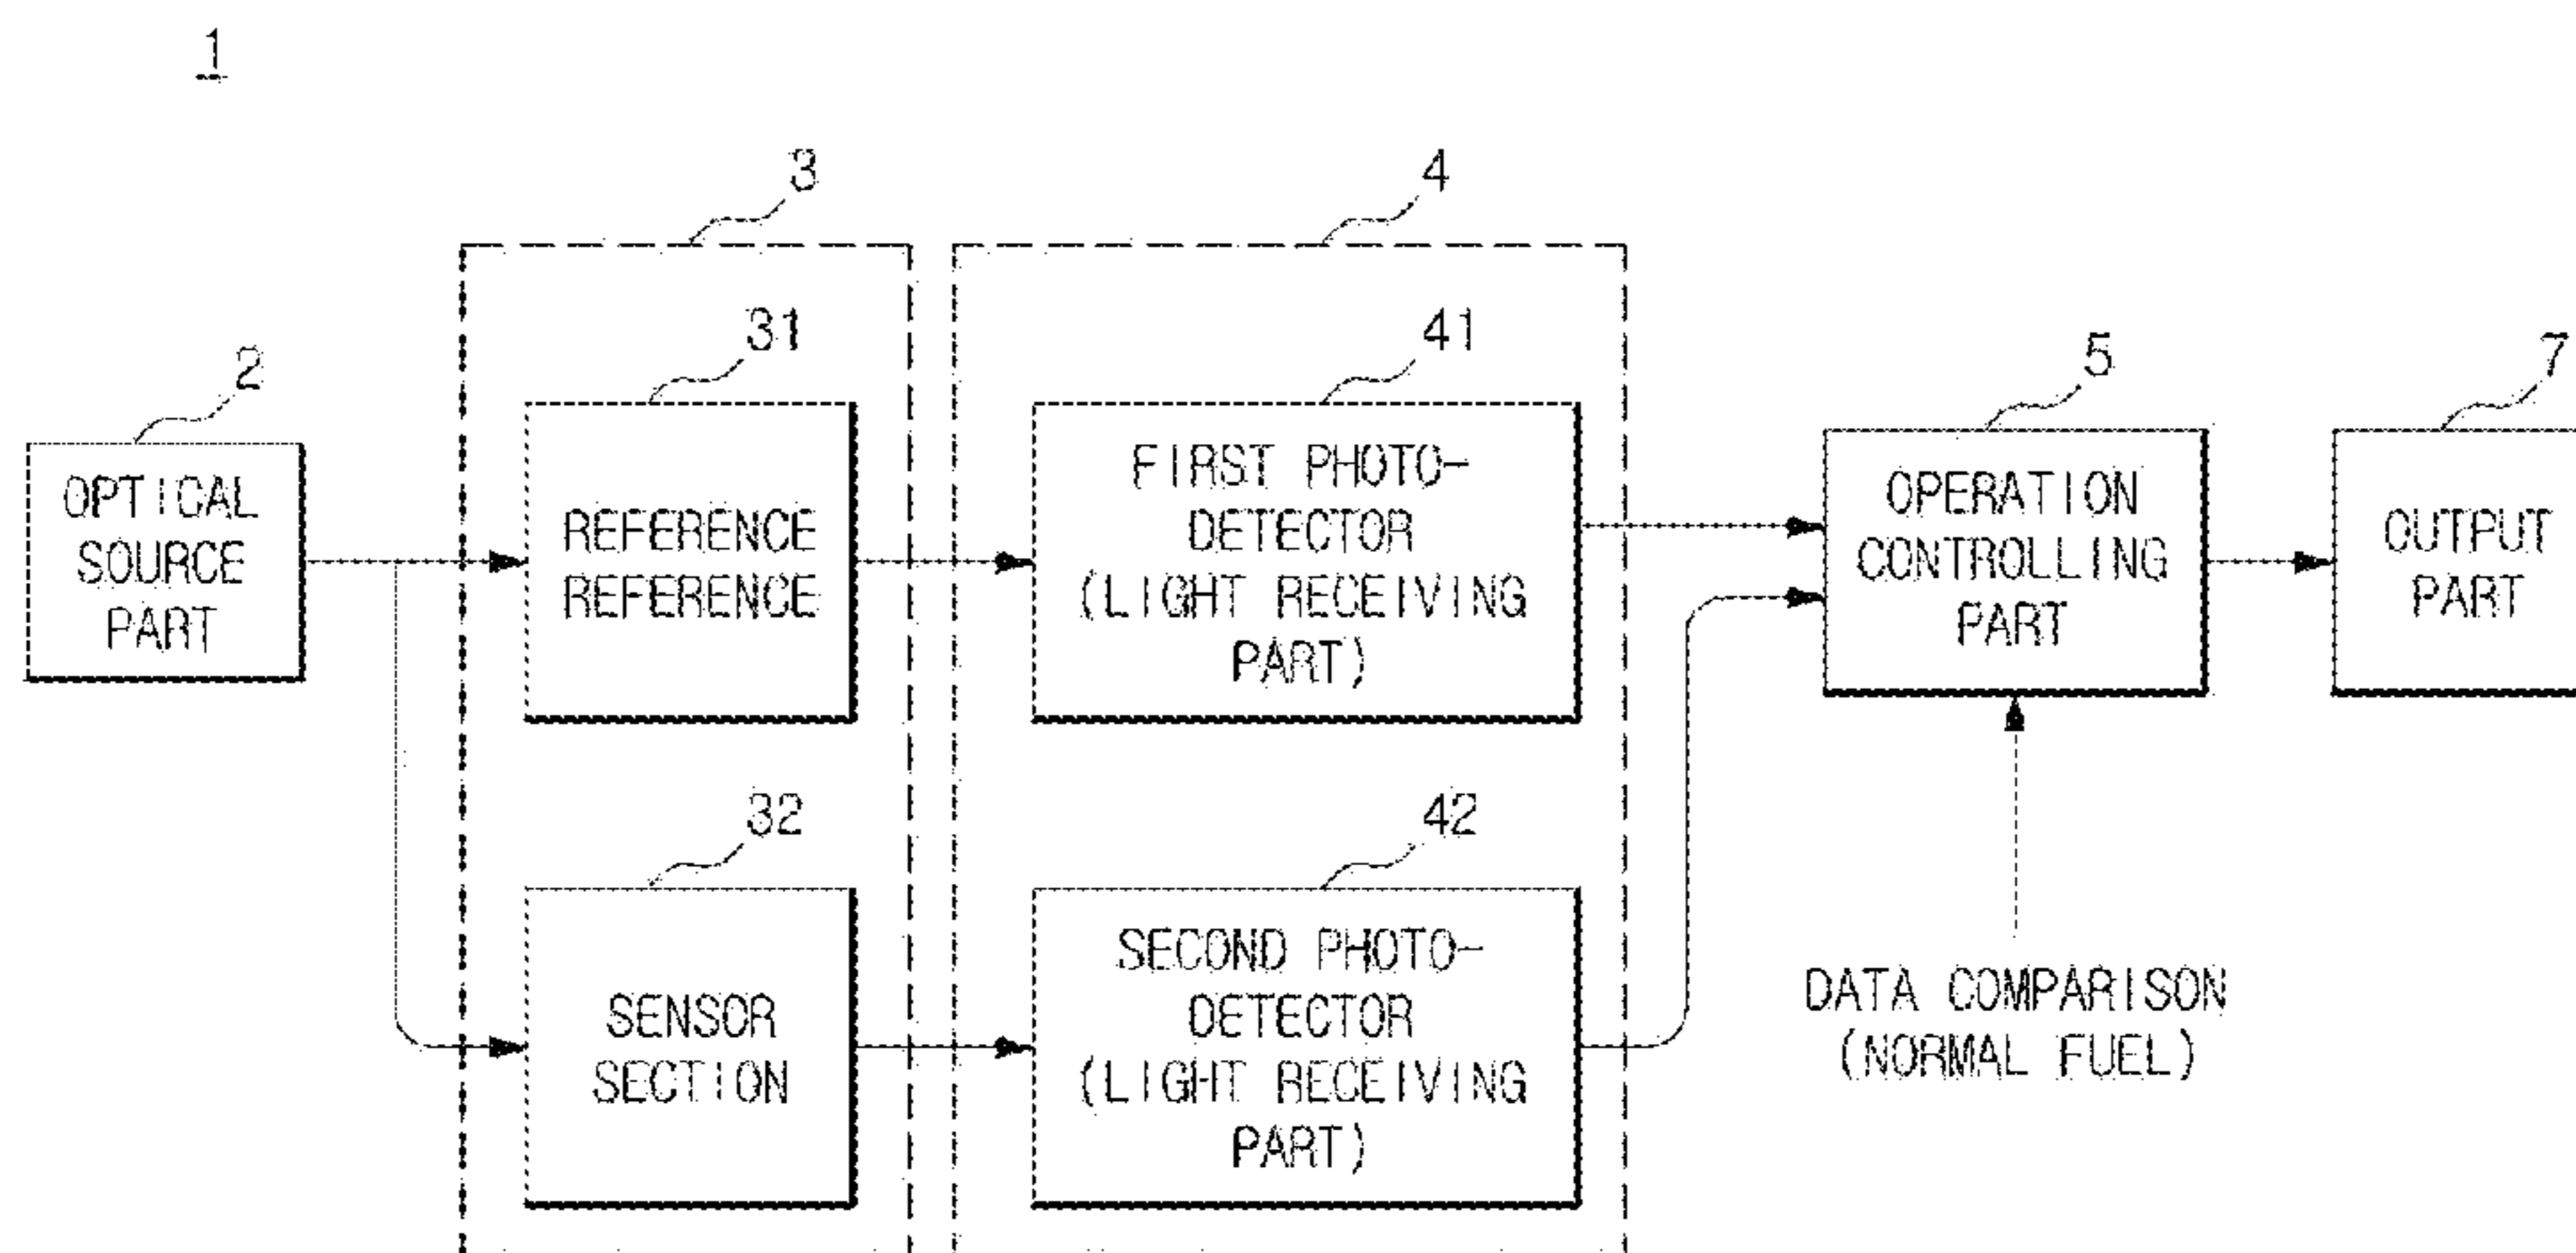 1
3
4
31
41
2
5
7
OPTICAL
SOURCE
PART
REFERENCE
REFERENCE
FIRST PHOTO-
DETECTOR
(LIGHT RECEIVING
PART)
OPERATION
CONTROLLING
PART
OUTPUT
PART
32
42
SENSOR
SECTION
SECOND PHOTO-
DETECTOR
(LIGHT RECEIVING
PART)
DATA COMPARISON
(NORMAL FUEL)